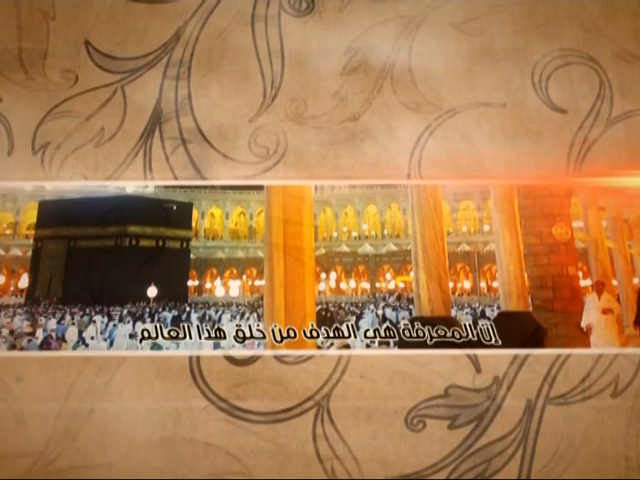 إن المعرفة هي الهدف من خلق هذا العالم